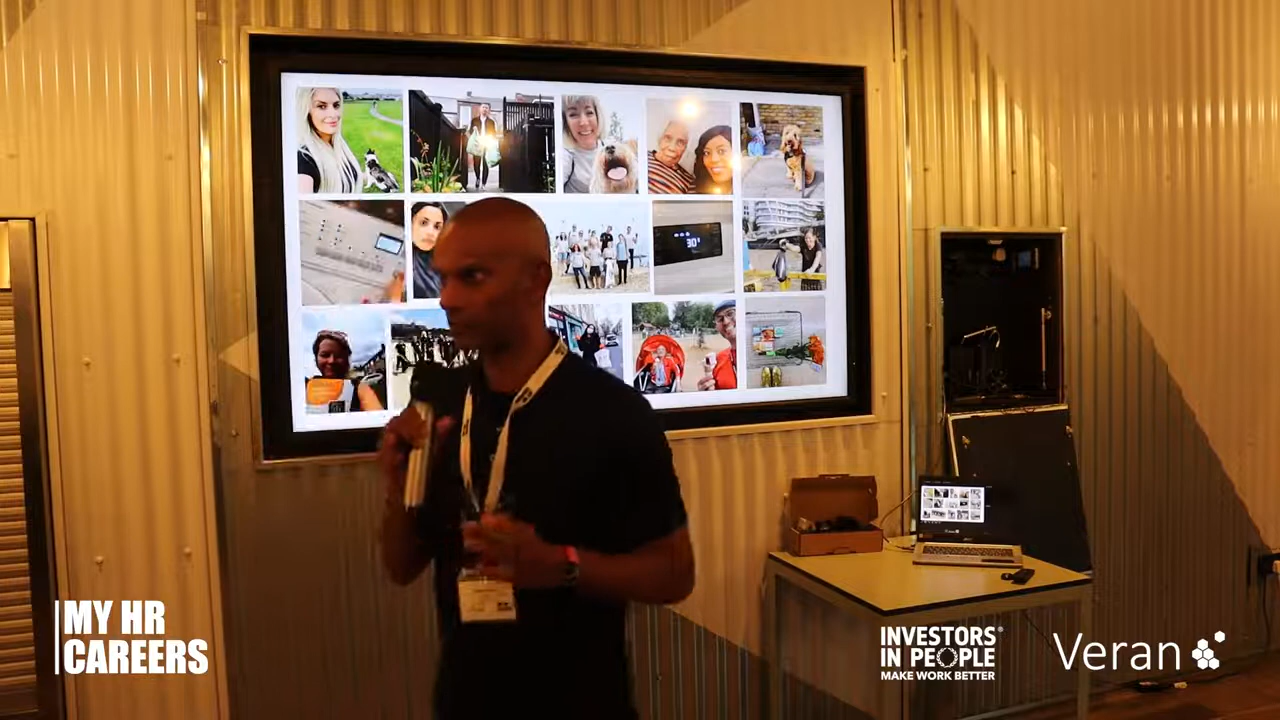 30'
MY HR
CAREERS
INVESTORS®
IN PEOPLE
MAKE WORK BETTER
Veran